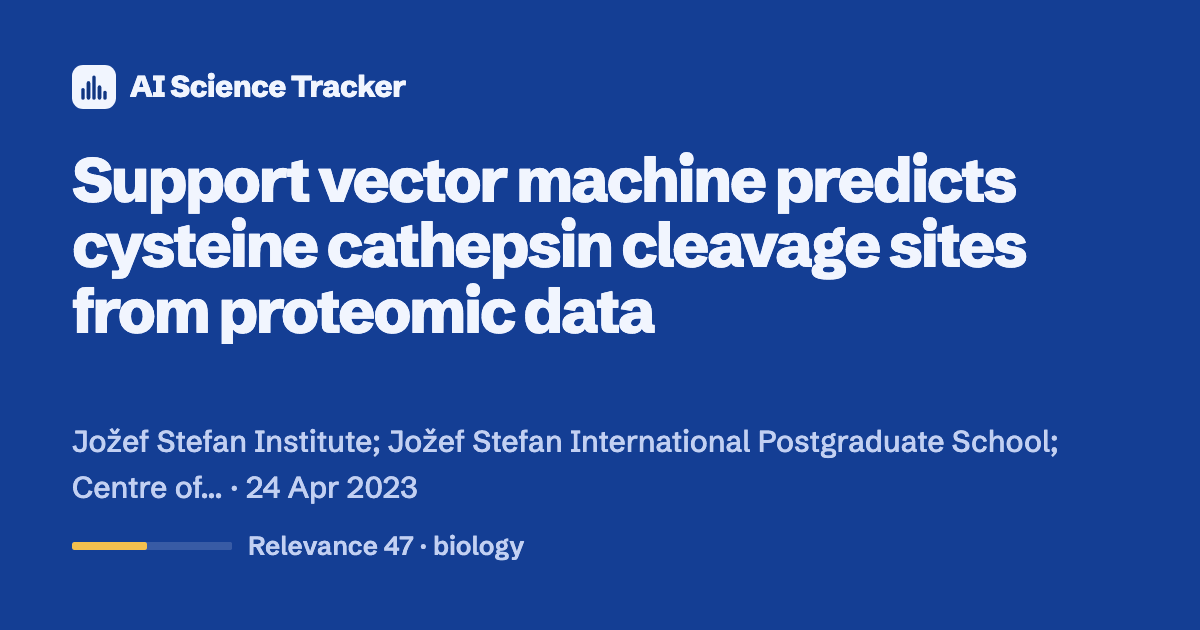 AI Science Tracker
Support vector machine predicts
cysteine cathepsin cleavage sites
from proteomic data
Jožef Stefan Institute; Jožef Stefan International Postgraduate School;
Centre of... · 24 Apr 2023
Relevance 47 · biology